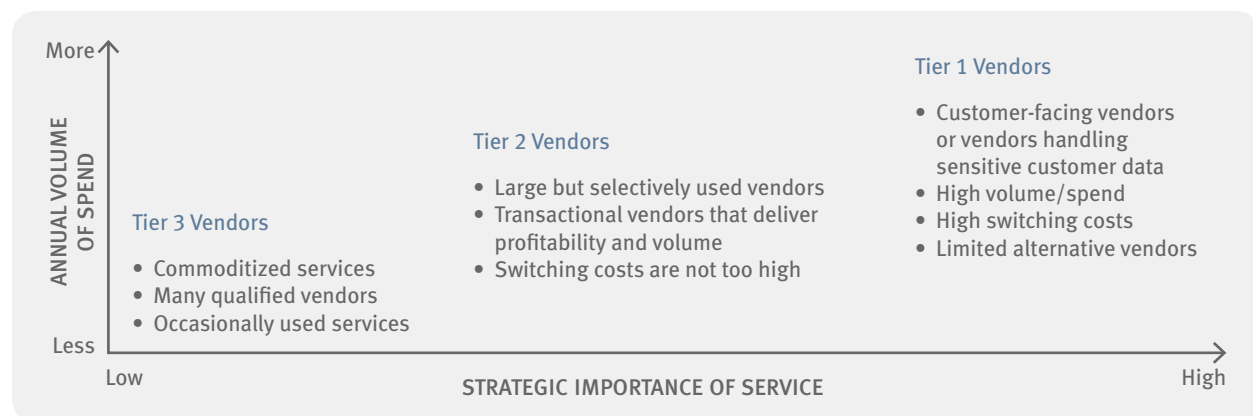 More
ANNUAL VOLUME
OF SPEND
Less
Tier 3 Vendors
• Commoditized services
• Many qualified vendors
• Occasionally used services
Tier 2 Vendors
• Large but selectively used vendors
• Transactional vendors that deliver
profitability and volume
• Switching costs are not too high
Tier 1 Vendors
• Customer-facing vendors
or vendors handling
sensitive customer data
• High volume/spend
• High switching costs
• Limited alternative vendors
Low
STRATEGIC IMPORTANCE OF SERVICE
High